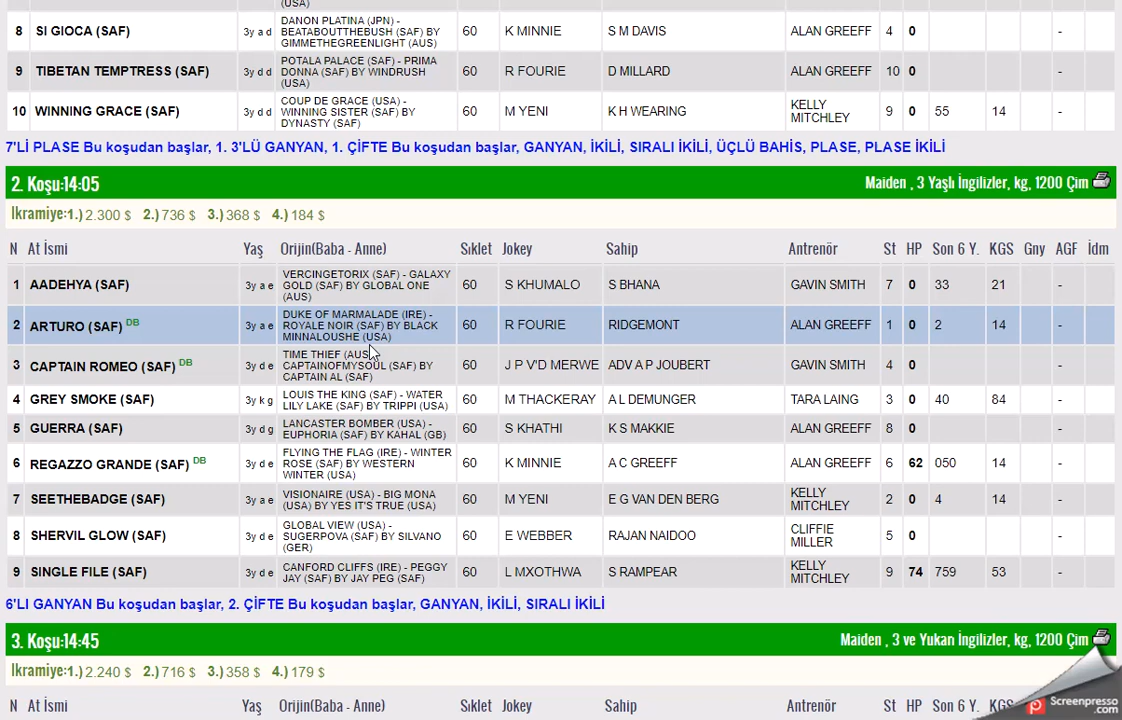 (USA)
8 SI GIOCA (SAF) 3y a d DANON PLATINA (JPN) - BEATABOUTTHEBUSH (SAF) BY GIMMETHEGREENLIGHT (AUS) 60 K MINNIE S M DAVIS ALAN GREEFF 4 0 -
9 TIBETAN TEMPTRESS (SAF) 3y d d POTALA PALACE (SAF) - PRIMA DONNA (SAF) BY WINDRUSH (USA) 60 R FOURIE D MILLARD ALAN GREEFF 10 0 -
10 WINNING GRACE (SAF) 3y d d COUP DE GRACE (USA) - WINNING SISTER (SAF) BY DYNASTY (SAF) 60 M YENI K H WEARING KELLY MITCHLEY 9 0 55 14 -
7'Lİ PLASE Bu koşudan başlar, 1. 3'LÜ GANYAN, 1. ÇİFTE Bu koşudan başlar, GANYAN, İKİLİ, SIRALI İKİLİ, ÜÇLÜ BAHİS, PLASE, PLASE İKİLİ
2. Koşu:14:05 Maiden , 3 Yaşlı İngilizler, kg, 1200 Çim
Ikramiye:1.) 2.300 $ 2.) 736 $ 3.) 368 $ 4.) 184 $
N At İsmi Yaş Orijin(Baba - Anne) Sıklet Jokey Sahip Antrenör St HP Son 6 Y. KGS Gny AGF İdm
1 AADEHYA (SAF) 3y a e VERCINGETORIX (SAF) - GALAXY GOLD (SAF) BY GLOBAL ONE (AUS) 60 S KHUMALO S BHANA GAVIN SMITH 7 0 33 21 -
2 ARTURO (SAF) DB 3y a e DUKE OF MARMALADE (IRE) - ROYALE NOIR (SAF) BY BLACK MINNALOUSHE (USA) 60 R FOURIE RIDGEMONT ALAN GREEFF 1 0 2 14 -
3 CAPTAIN ROMEO (SAF) DB 3y d e TIME THIEF (AUS) - CAPTAINOFMYSOUL (SAF) BY CAPTAIN AL (SAF) 60 J P V'D MERWE ADV A P JOUBERT GAVIN SMITH 4 0 -
4 GREY SMOKE (SAF) 3y k g LOUIS THE KING (SAF) - WATER LILY LAKE (SAF) BY TRIPPI (USA) 60 M THACKERAY A L DEMUNGER TARA LAING 3 0 40 84 -
5 GUERRA (SAF) 3y d g LANCASTER BOMBER (USA) - EUPHORIA (SAF) BY KAHAL (GB) 60 S KHATHI K S MAKKIE ALAN GREEFF 8 0 -
6 REGAZZO GRANDE (SAF) DB 3y d e FLYING THE FLAG (IRE) - WINTER ROSE (SAF) BY WESTERN WINTER (USA) 60 K MINNIE A C GREEFF ALAN GREEFF 6 62 050 14 -
7 SEETHEBADGE (SAF) 3y a e VISIONAIRE (USA) - BIG MONA (USA) BY YES IT'S TRUE (USA) 60 M YENI E G VAN DEN BERG KELLY MITCHLEY 2 0 4 14 -
8 SHERVIL GLOW (SAF) 3y d e GLOBAL VIEW (USA) - SUGERPOVA (SAF) BY SILVANO (GER) 60 E WEBBER RAJAN NAIDOO CLIFFIE MILLER 5 0 -
9 SINGLE FILE (SAF) 3y d e CANFORD CLIFFS (IRE) - PEGGY JAY (SAF) BY JAY PEG (SAF) 60 L MXOTHWA S RAMPEAR KELLY MITCHLEY 9 74 759 53 -
6'LI GANYAN Bu koşudan başlar, 2. ÇİFTE Bu koşudan başlar, GANYAN, İKİLİ, SIRALI İKİLİ
3. Koşu:14:45 Maiden , 3 ve Yukarı İngilizler, kg, 1200 Çim
Ikramiye:1.) 2.240 $ 2.) 716 $ 3.) 358 $ 4.) 179 $
N At İsmi Yaş Orijin(Baba - Anne) Sıklet Jokey Sahip Antrenör St HP Son 6 Y. KGS
Screenpresso
.com